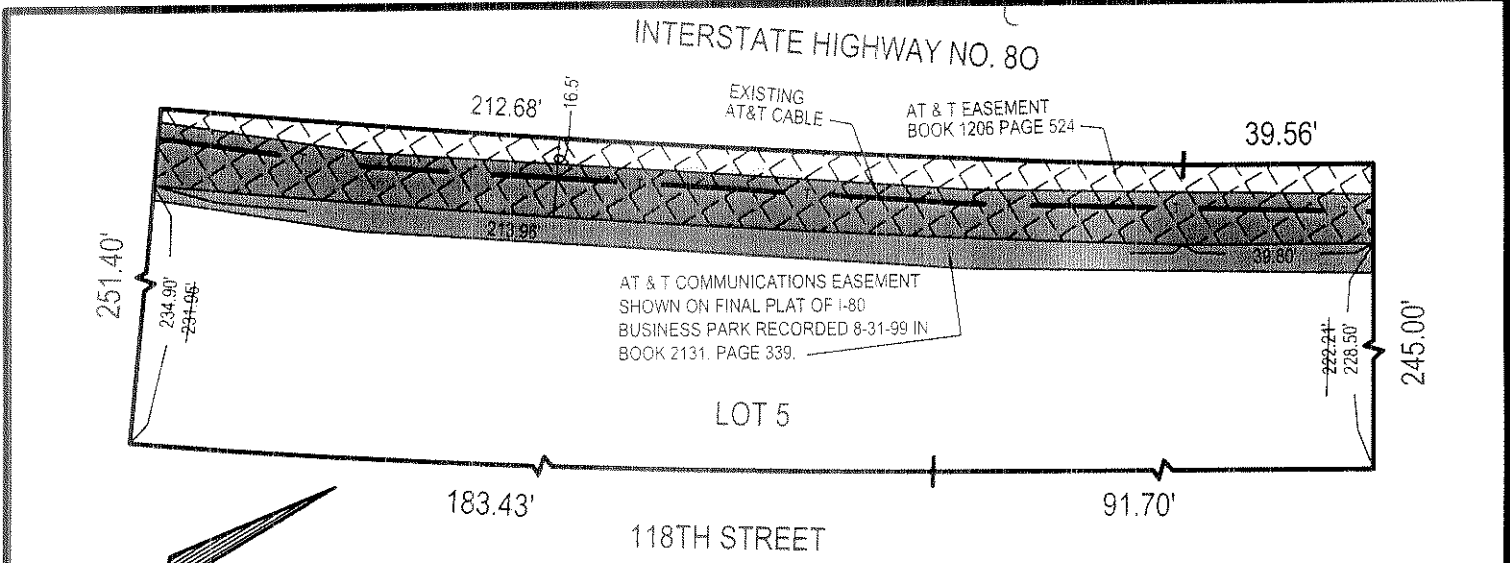 INTERSTATE HIGHWAY NO. 80
212.68'
16.5'
EXISTING
AT&T CABLE
AT & T EASEMENT
BOOK 1206 PAGE 524
39.56'
213.96'
39.80
251.40'
234.90'
231.95'
AT & T COMMUNICATIONS EASEMENT
SHOWN ON FINAL PLAT OF I-80
BUSINESS PARK RECORDED 8-31-99 IN
BOOK 2131. PAGE 339.
222.21'
228.50'
245.00'
LOT 5
183.43'
91.70'
118TH STREET